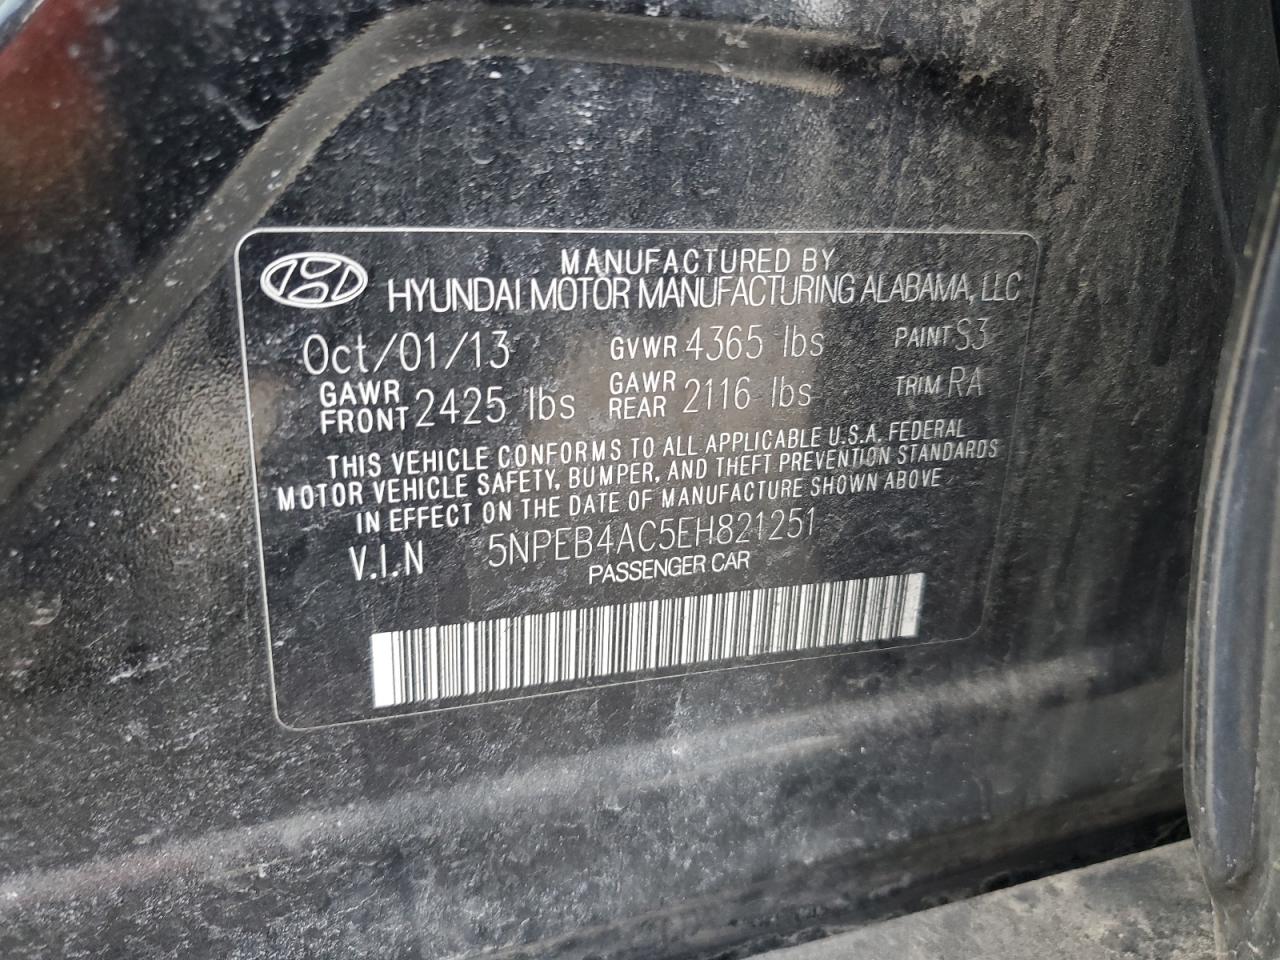 MANUFACTURED BY
HYUNDAI MOTOR MANUFACTURING ALABAMA, LLC
Oct/01/13 GVWR 4365 lbs PAINT S3
GAWR FRONT 2425 lbs GAWR REAR 2116 lbs TRIM RA
THIS VEHICLE CONFORMS TO ALL APPLICABLE U.S.A. FEDERAL
MOTOR VEHICLE SAFETY, BUMPER, AND THEFT PREVENTION STANDARDS
IN EFFECT ON THE DATE OF MANUFACTURE SHOWN ABOVE
V.I.N 5NPEB4AC5EH821251
PASSENGER CAR